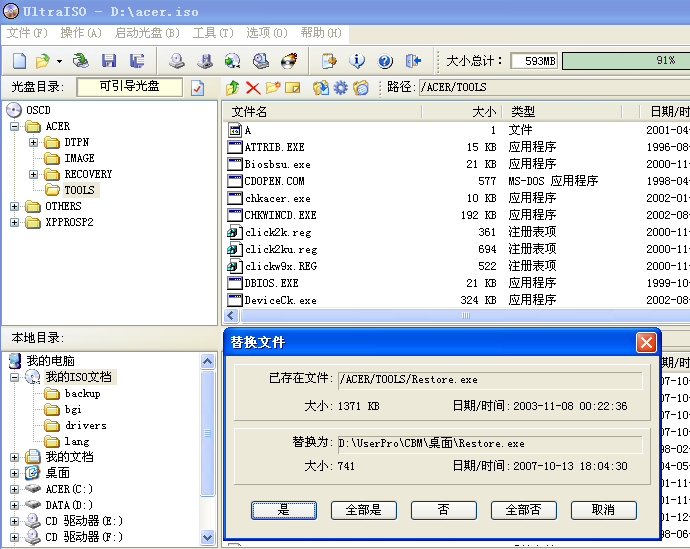 UltraISO - D:\acer.iso
文件(F) 操作(A) 启动光盘(B) 工具(T) 选项(O) 帮助(H)
大小总计: 593MB 91%
光盘目录: 可引导光盘 路径: /ACER/TOOLS
OSCD
ACER
DTPN
IMAGE
RECOVERY
TOOLS
OTHERS
XPPROSP2
文件名 大小 类型 日期/时
A 1 文件 2001-04-
ATTRIB.EXE 15 KB 应用程序 1996-08-
Biosbsu.exe 21 KB 应用程序 2000-11-
CDOPEN.COM 577 MS-DOS 应用程序 1998-04-
chkacer.exe 10 KB 应用程序 2002-01-
CHKWINCD.EXE 192 KB 应用程序 2002-08-
click2k.reg 361 注册表项 2000-11-
click2ku.reg 694 注册表项 2000-11-
clickw9x.REG 522 注册表项 2000-11-
DBIOS.EXE 21 KB 应用程序 1999-10-
DeviceCk.exe 324 KB 应用程序 2002-08-
本地目录:
我的电脑
我的ISO文档
backup
bgi
drivers
lang
我的文档
桌面
ACER(C:)
DATA(D:)
CD 驱动器(E:)
CD 驱动器(F:)
替换文件
已存在文件: /ACER/TOOLS/Restore.exe
大小: 1371 KB 日期/时间: 2003-11-08 00:22:36
替换为: D:\UserPro\CBM\桌面\Restore.exe
大小: 741 日期/时间: 2007-10-13 18:04:30
是 全部是 否 全部否 取消